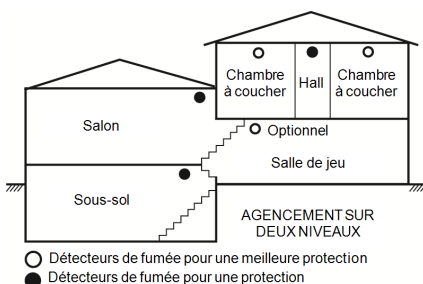 Chambre
à coucher
Hall
Chambre
à coucher
Salon
Optionnel
Salle de jeu
Sous-sol
AGENCEMENT SUR
DEUX NIVEAUX
Détecteurs de fumée pour une meilleure protection
Détecteurs de fumée pour une protection